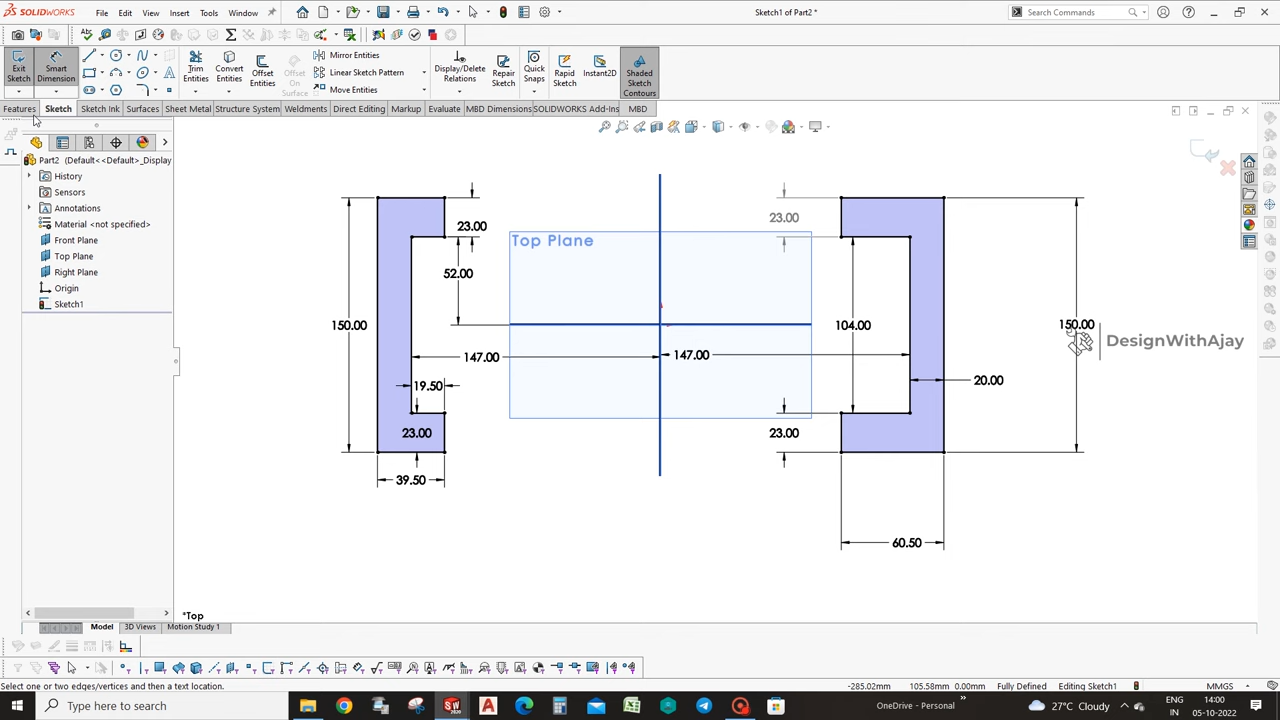 SOLIDWORKS
File
Edit
View
Insert
Tools
Window
Sketch1 of Part2 *
Search Commands
Exit Sketch
Smart Dimension
Trim Entities
Convert Entities
Offset Entities
Offset On Surface
Mirror Entities
Linear Sketch Pattern
Move Entities
Display/Delete Relations
Repair Sketch
Quick Snaps
Rapid Sketch
Instant2D
Shaded Sketch Contours
Features
Sketch
Sketch Ink
Surfaces
Sheet Metal
Structure System
Weldments
Direct Editing
Markup
Evaluate
MBD Dimensions
SOLIDWORKS Add-Ins
MBD
Part2 (Default<<Default>_Display
History
Sensors
Annotations
Material <not specified>
Front Plane
Top Plane
Right Plane
Origin
Sketch1
23.00
23.00
Top Plane
52.00
150.00
104.00
150.00
DesignWithAjay
147.00
147.00
19.50
20.00
23.00
23.00
39.50
60.50
*Top
Model
3D Views
Motion Study 1
Select one or two edges/vertices and then a text location.
-285.02mm
105.58mm
0.00mm
Fully Defined
Editing Sketch1
MMGS
Type here to search
OneDrive - Personal
27°C Cloudy
ENG
IN
14:00
05-10-2022